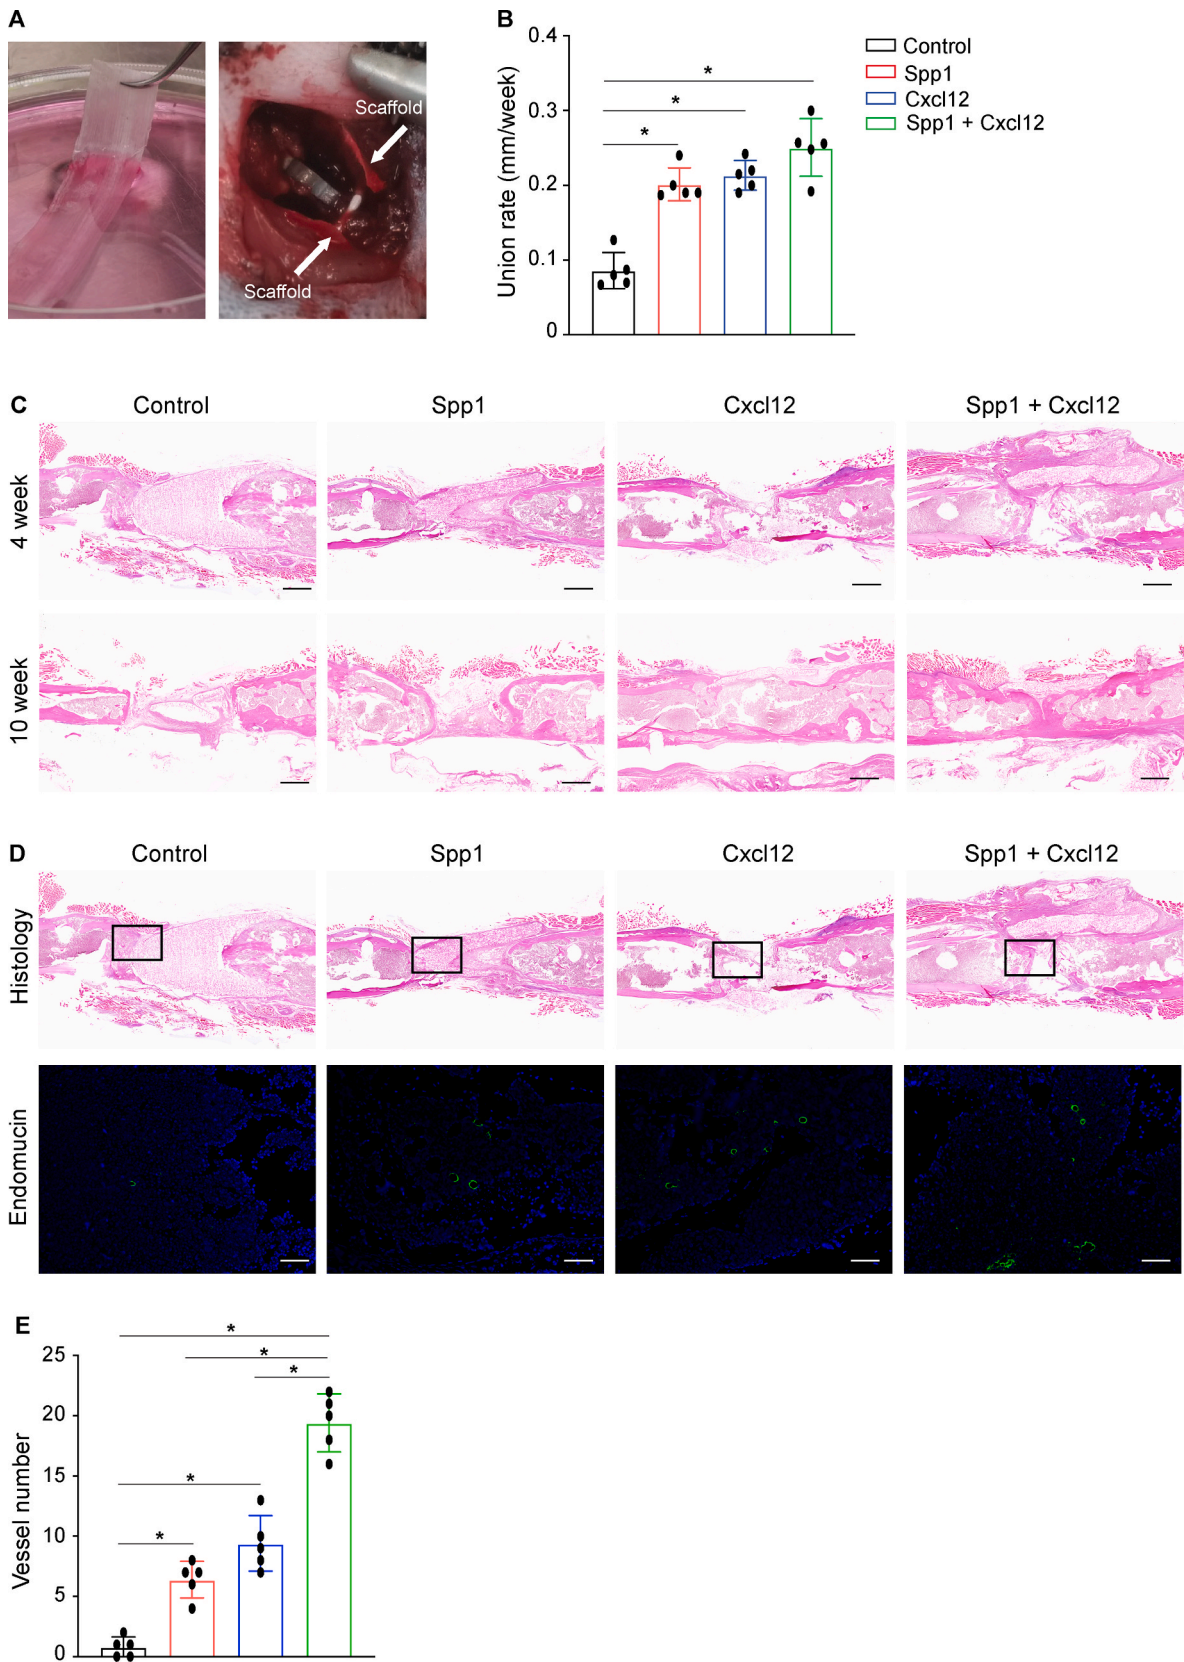 A
Scaffold
Scaffold
B
Union rate (mm/week)
0.4
0.3
0.2
0.1
0
*
*
*
Control
Spp1
Cxcl12
Spp1 + Cxcl12
C
Control
Spp1
Cxcl12
Spp1 + Cxcl12
4 week
10 week
D
Control
Spp1
Cxcl12
Spp1 + Cxcl12
Histology
Endomucin
E
Vessel number
25
20
15
10
5
0
*
*
*
*
*